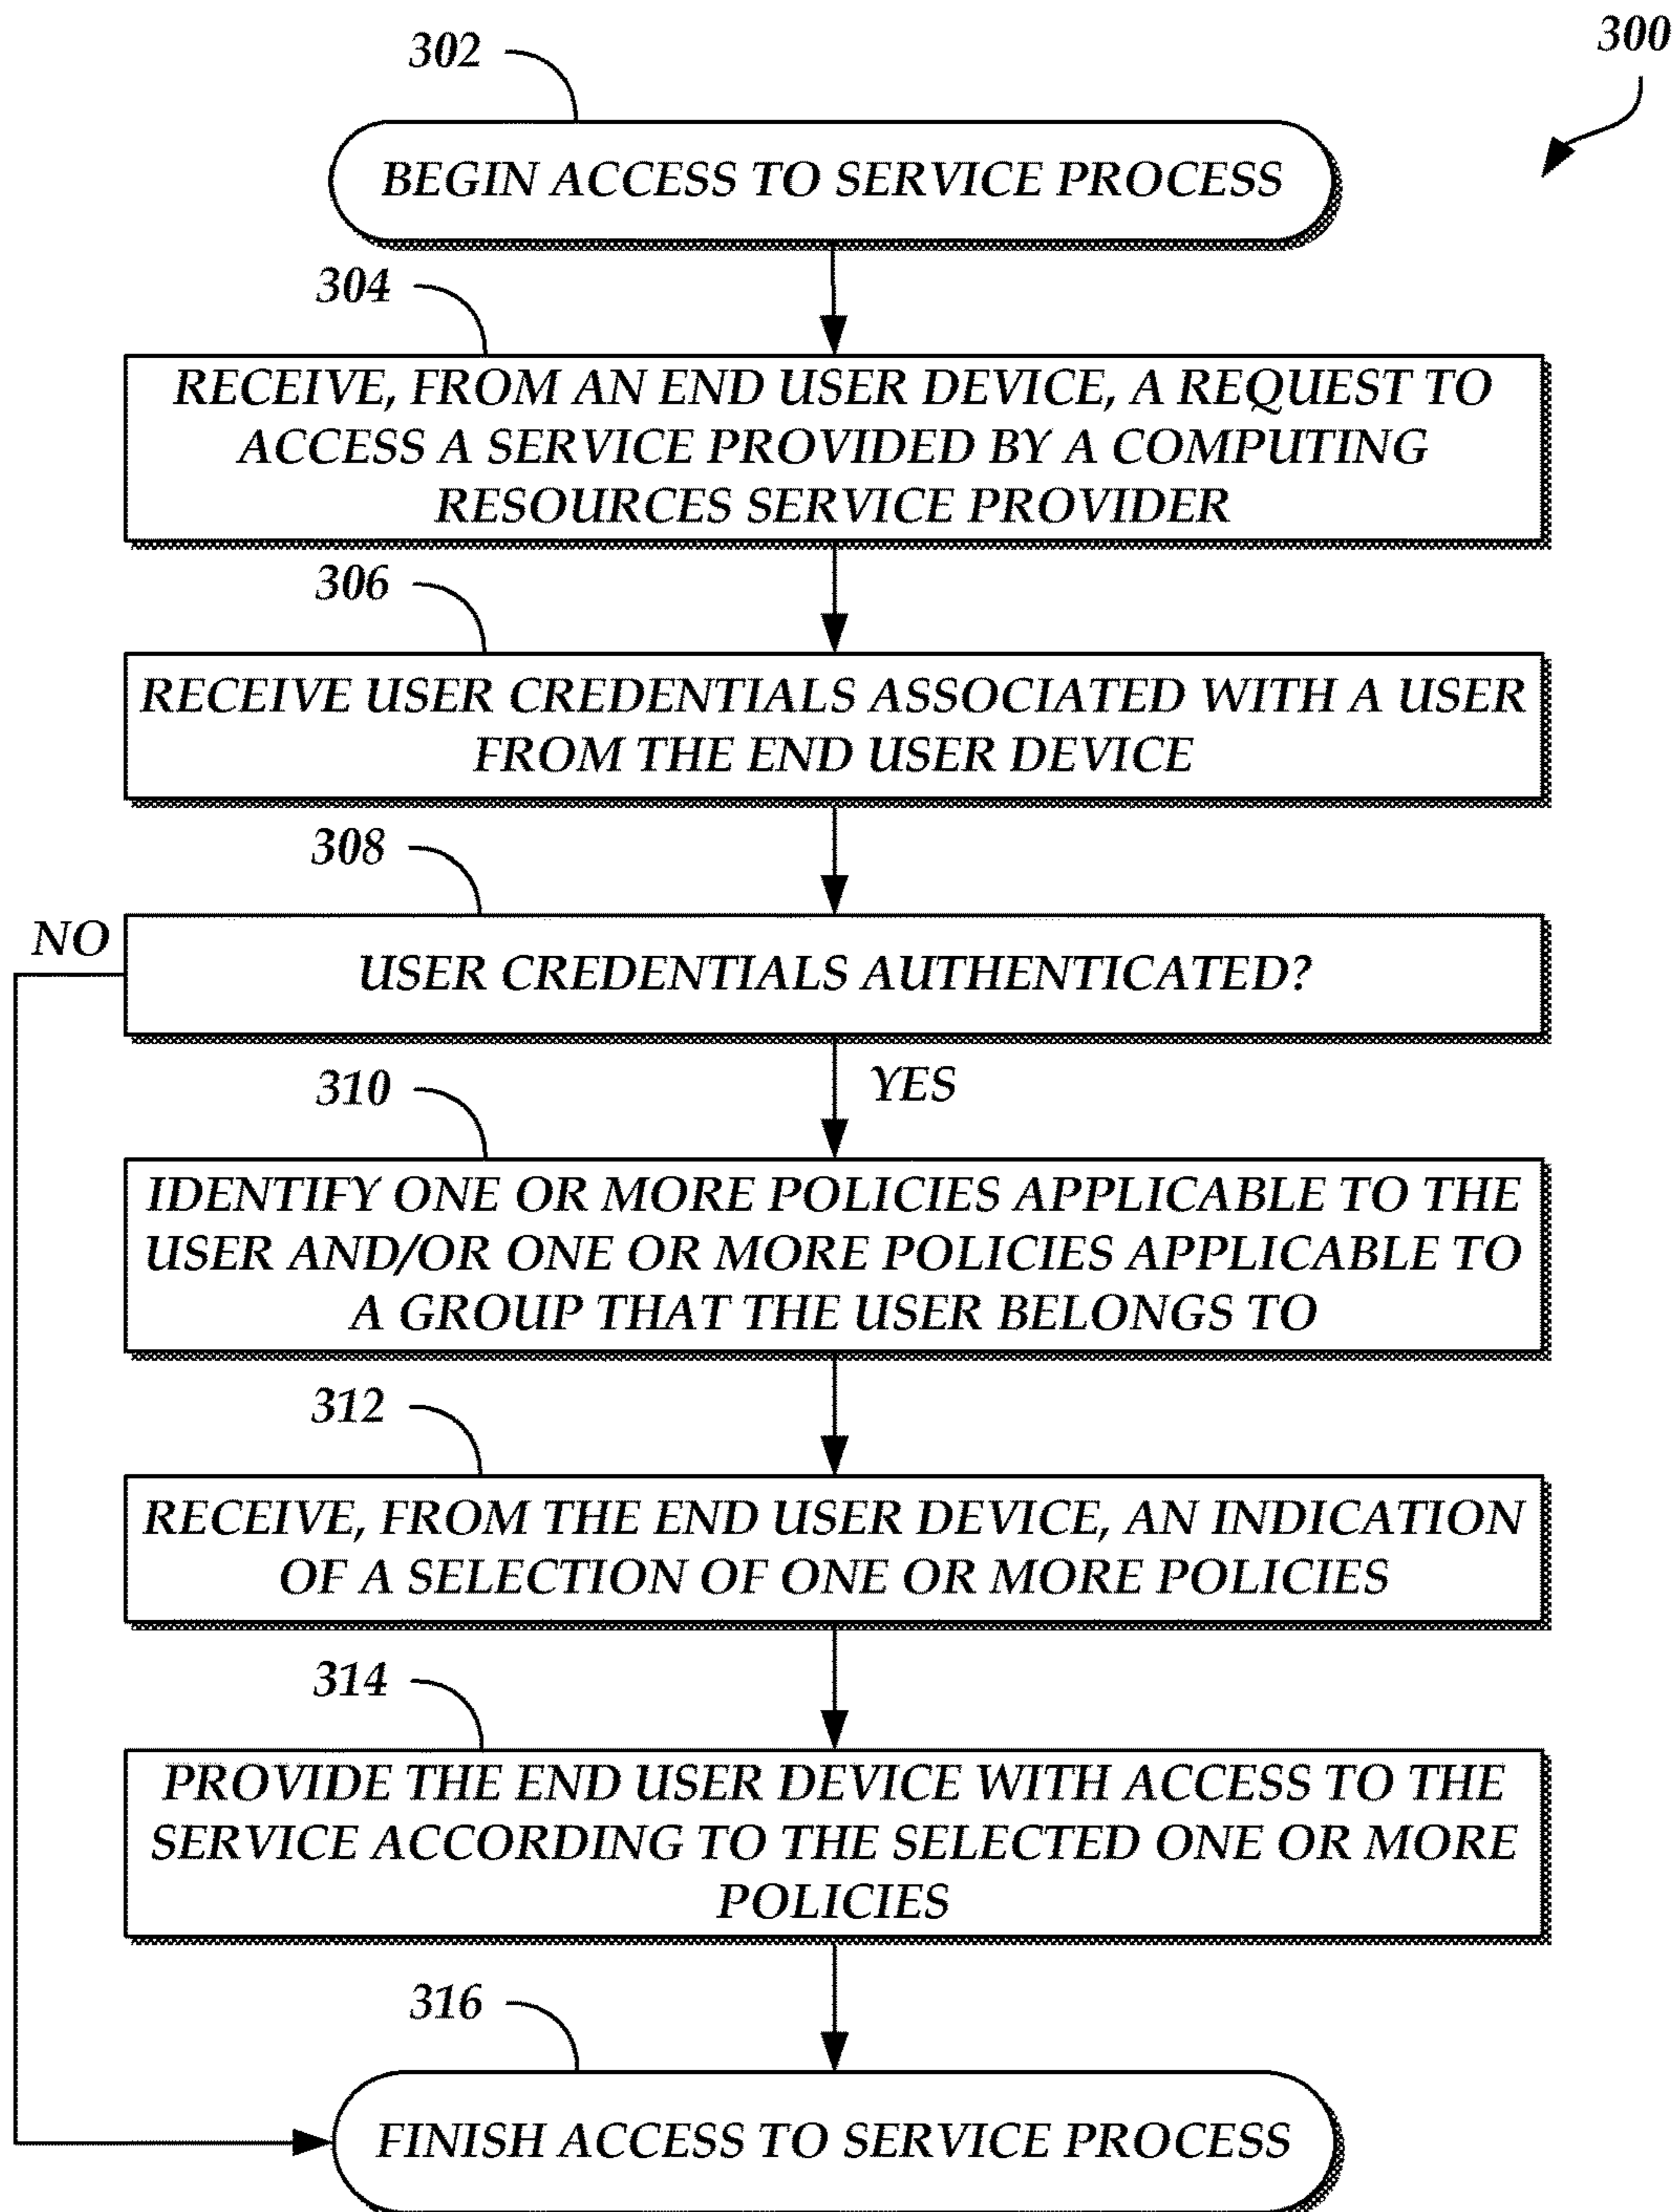 300
302
BEGIN ACCESS TO SERVICE PROCESS
304
RECEIVE, FROM AN END USER DEVICE, A REQUEST TO
ACCESS A SERVICE PROVIDED BY A COMPUTING
RESOURCES SERVICE PROVIDER
306
RECEIVE USER CREDENTIALS ASSOCIATED WITH A USER
FROM THE END USER DEVICE
308
NO
USER CREDENTIALS AUTHENTICATED?
310
YES
IDENTIFY ONE OR MORE POLICIES APPLICABLE TO THE
USER AND/OR ONE OR MORE POLICIES APPLICABLE TO
A GROUP THAT THE USER BELONGS TO
312
RECEIVE, FROM THE END USER DEVICE, AN INDICATION
OF A SELECTION OF ONE OR MORE POLICIES
314
PROVIDE THE END USER DEVICE WITH ACCESS TO THE
SERVICE ACCORDING TO THE SELECTED ONE OR MORE
POLICIES
316
FINISH ACCESS TO SERVICE PROCESS